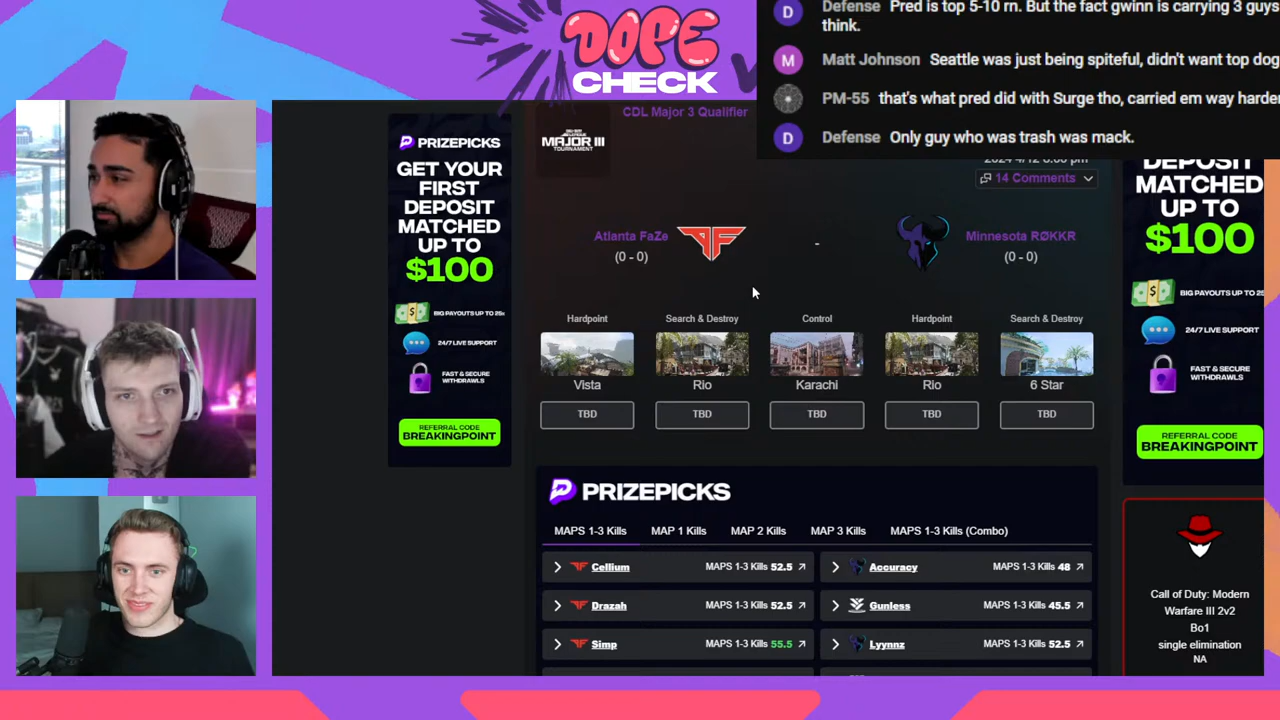 DOPE
CHECK
Defense Pred is top 5-10 rn. But the fact gwinn is carrying 3 guys
think.
Matt Johnson Seattle was just being spiteful, didn't want top dog
PM-55 that's what pred did with Surge tho, carried em way harder
Defense Only guy who was trash was mack.
D
M
D
PRIZEPICKS
GET YOUR
FIRST
DEPOSIT
MATCHED
UP TO
$100
BIG PAYOUTS UP TO 25x
24/7 LIVE SUPPORT
FAST & SECURE
WITHDRAWLS
REFERRAL CODE
BREAKINGPOINT
CDL Major 3 Qualifier
MAJOR III
TOURNAMENT
14 Comments
Atlanta FaZe
(0 - 0)
-
Minnesota RØKKR
(0 - 0)
Hardpoint Search & Destroy Control Hardpoint Search & Destroy
Vista Rio Karachi Rio 6 Star
TBD TBD TBD TBD TBD
PRIZEPICKS
MAPS 1-3 Kills MAP 1 Kills MAP 2 Kills MAP 3 Kills MAPS 1-3 Kills (Combo)
Cellium MAPS 1-3 Kills 52.5
Accuracy MAPS 1-3 Kills 48
Drazah MAPS 1-3 Kills 52.5
Gunless MAPS 1-3 Kills 45.5
Simp MAPS 1-3 Kills 55.5
Lyynnz MAPS 1-3 Kills 52.5
DEPOSIT
MATCHED
UP TO
$100
BIG PAYOUTS UP TO 25
24/7 LIVE SUPPORT
FAST & SECURE
WITHDRAWLS
REFERRAL CODE
BREAKINGPOINT
Call of Duty: Modern
Warfare III 2v2
Bo1
single elimination
NA